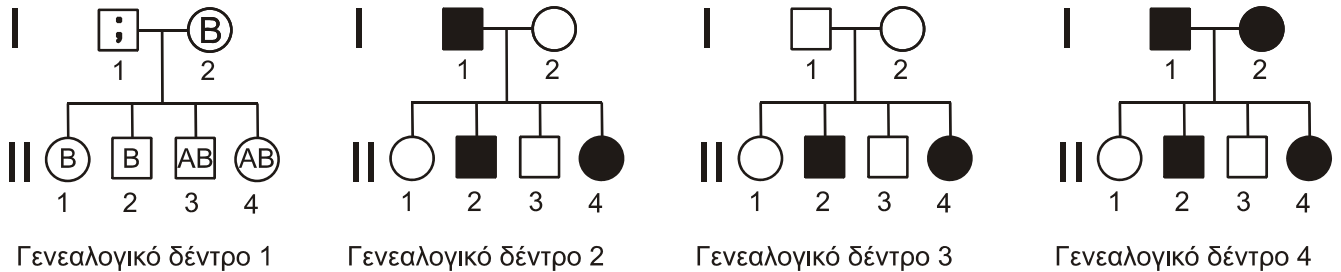 I ; B I I I
1 2 1 2 1 2 1 2
II B B AB AB II II II
1 2 3 4 1 2 3 4 1 2 3 4 1 2 3 4
Γενεαλογικό δέντρο 1 Γενεαλογικό δέντρο 2 Γενεαλογικό δέντρο 3 Γενεαλογικό δέντρο 4